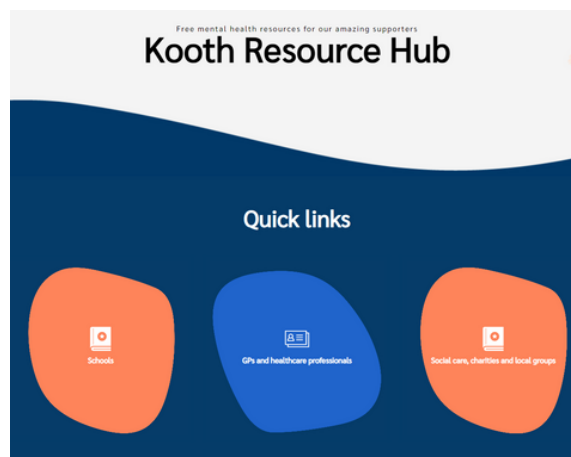 Free mental health resources for our amazing supporters
Kooth Resource Hub
Quick links
Schools
GPs and healthcare professionals
Social care, charities and local groups